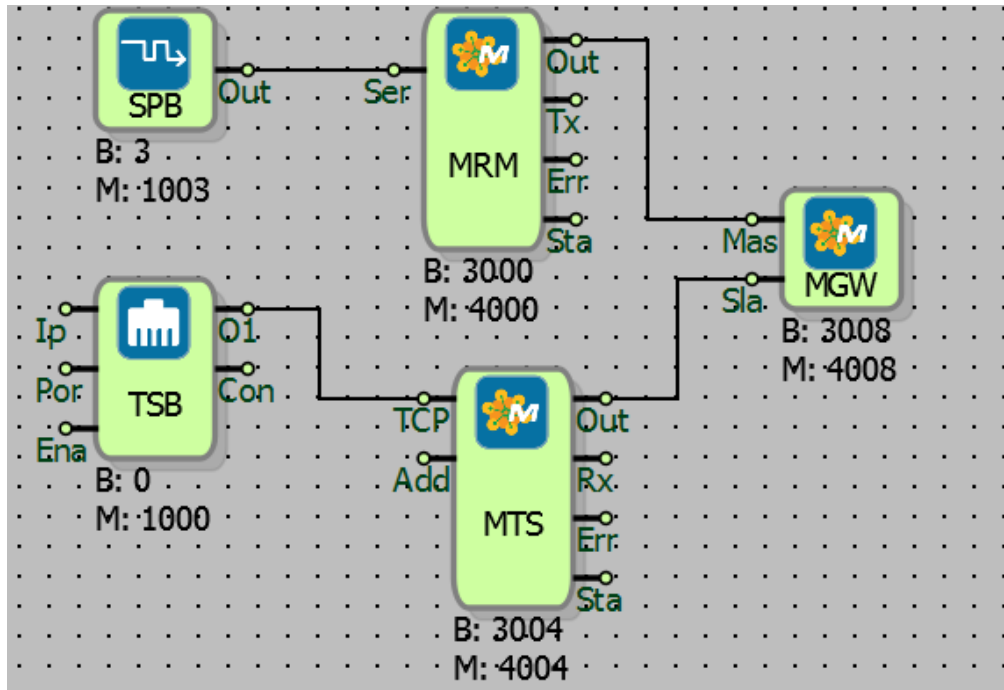 SPB
Out
B: 3
M: 1003
Ser
MRM
Out
Tx
Err
Sta
B: 3000
M: 4000
Mas
Sla
MGW
B: 3008
M: 4008
Ip
Por
Ena
TSB
O1
Con
B: 0
M: 1000
TCP
Add
MTS
Out
Rx
Err
Sta
B: 3004
M: 4004